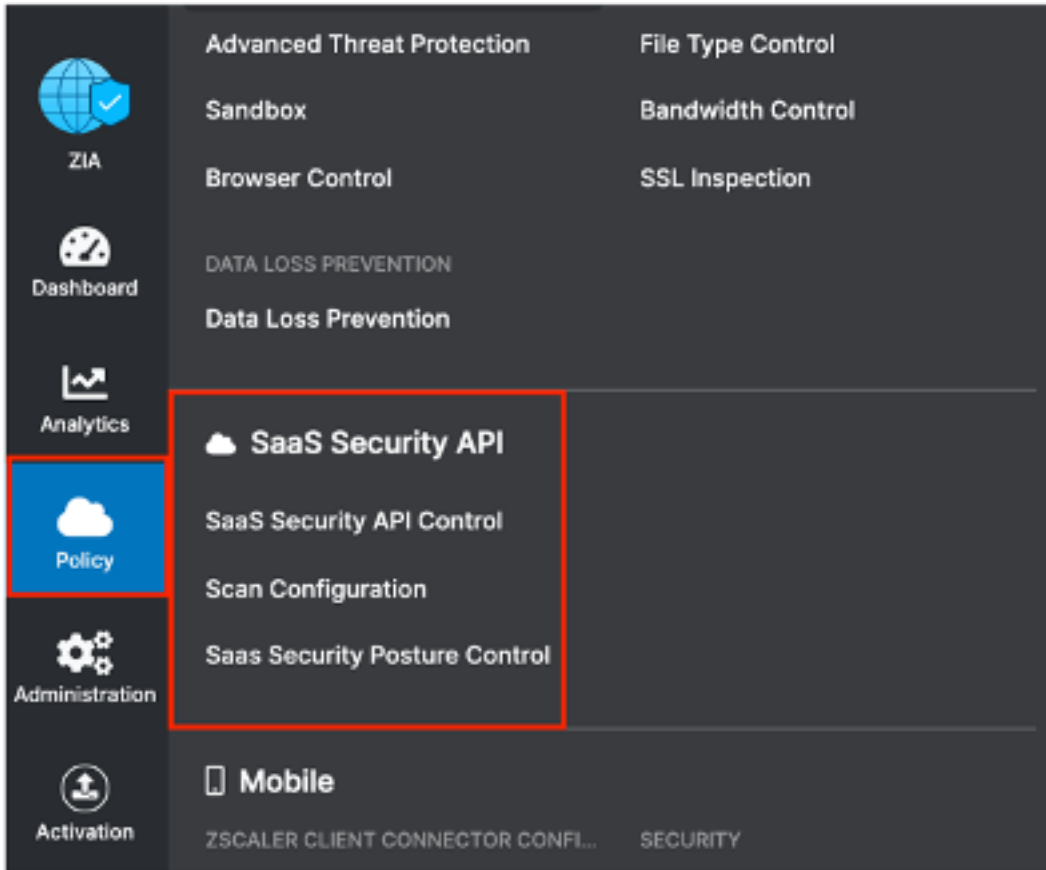 Advanced Threat Protection
File Type Control
Sandbox
Bandwidth Control
ZIA
Browser Control
SSL Inspection
Dashboard
DATA LOSS PREVENTION
Data Loss Prevention
Analytics
SaaS Security API
SaaS Security API Control
Policy
Scan Configuration
Saas Security Posture Control
Administration
Mobile
Activation
ZSCALER CLIENT CONNECTOR CONFI...
SECURITY